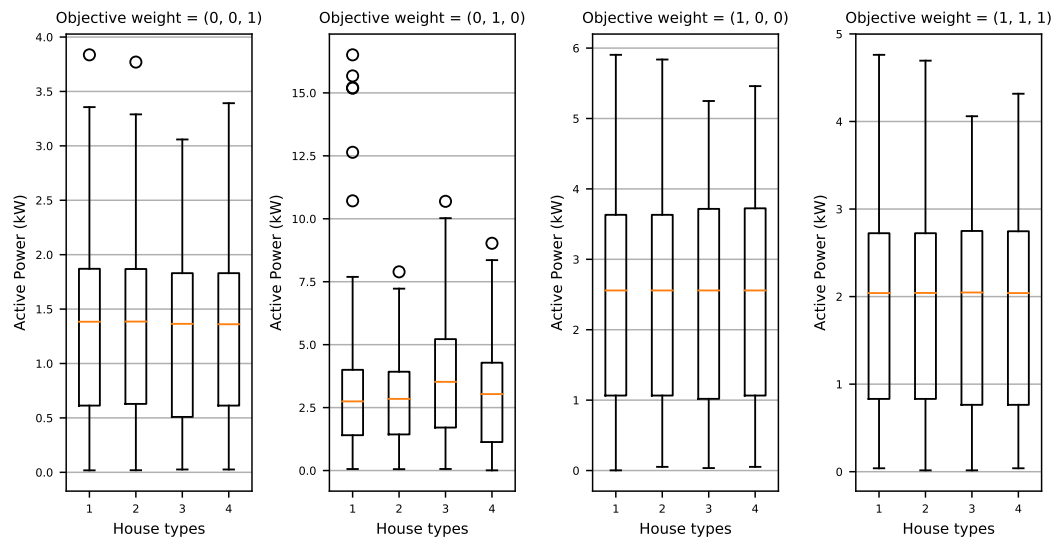 Objective weight = (0, 0, 1)
4.0
3.5
3.0
2.5
2.0
1.5
1.0
0.5
0.0
Active Power (kW)
1 2 3 4
House types
Objective weight = (0, 1, 0)
15.0
12.5
10.0
7.5
5.0
2.5
0.0
Active Power (kW)
1 2 3 4
House types
Objective weight = (1, 0, 0)
6
5
4
3
2
1
0
Active Power (kW)
1 2 3 4
House types
Objective weight = (1, 1, 1)
5
4
3
2
1
0
Active Power (kW)
1 2 3 4
House types